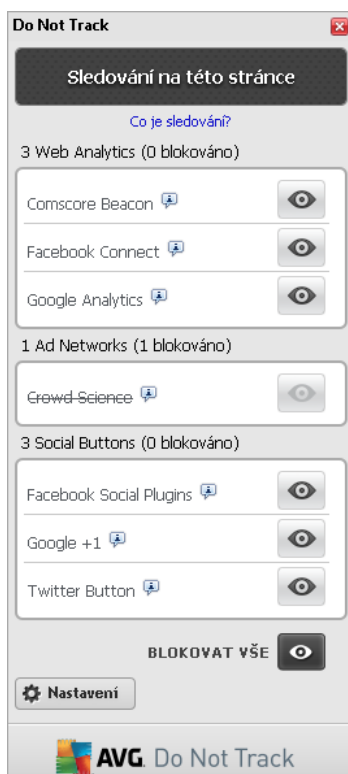 Do Not Track
Sledování na této stránce
Co je sledování?
3 Web Analytics (0 blokováno)
Comscore Beacon
Facebook Connect
Google Analytics
1 Ad Networks (1 blokováno)
Crowd Science
3 Social Buttons (0 blokováno)
Facebook Social Plugins
Google +1
Twitter Button
BLOKOVAT VŠE
Nastavení
AVG. Do Not Track